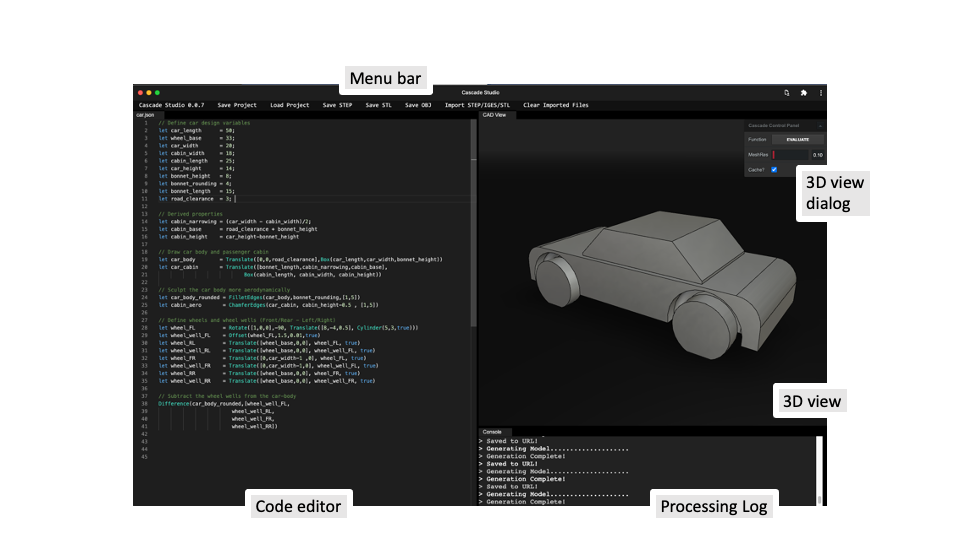 Menu bar
Cascade Studio
Cascade Studio 0.0.7 Save Project Load Project Save STEP Save STL Save OBJ Import STEP/IGES/STL Clear Imported Files
car.json
CAD View
1 // Define car design variables
2 let car_length = 50;
3 let wheel_base = 33;
4 let car_width = 20;
5 let cabin_width = 18;
6 let cabin_length = 25;
7 let car_height = 14;
8 let bonnet_height = 8;
9 let bonnet_rounding = 4;
10 let bonnet_length = 15;
11 let road_clearance = 3;
12
13 // Derived properties
14 let cabin_narrowing = (car_width - cabin_width)/2;
15 let cabin_base = road_clearance + bonnet_height
16 let cabin_height = car_height-bonnet_height
17
18 // Draw car body and passenger cabin
19 let car_body = Translate([0,0,road_clearance],Box(car_length,car_width,bonnet_height))
20 let car_cabin = Translate([bonnet_length,cabin_narrowing,cabin_base],
21 Box(cabin_length, cabin_width, cabin_height))
22
23 // Sculpt the car body more aerodynamically
24 let car_body_rounded = FilletEdges(car_body,bonnet_rounding,[1,5])
25 let cabin_aero = ChamferEdges(car_cabin, cabin_height*0.5 , [1,5])
26
27 // Define wheels and wheel wells (Front/Rear - Left/Right)
28 let wheel_FL = Rotate([1,0,0],-90, Translate([8,-4,0.5], Cylinder(5,3,true)))
29 let wheel_well_FL = Offset(wheel_FL,1.5,0.01,true)
30 let wheel_RL = Translate([wheel_base,0,0], wheel_FL, true)
31 let wheel_well_RL = Translate([wheel_base,0,0], wheel_well_FL, true)
32 let wheel_FR = Translate([0,car_width-1 ,0], wheel_FL, true)
33 let wheel_well_FR = Translate([0,car_width-1,0], wheel_well_FL, true)
34 let wheel_RR = Translate([wheel_base,0,0], wheel_FR, true)
35 let wheel_well_RR = Translate([wheel_base,0,0], wheel_well_FR, true)
36
37 // Subtract the wheel wells from the car-body
38 Difference(car_body_rounded,[wheel_well_FL,
39 wheel_well_RL,
40 wheel_well_FR,
41 wheel_well_RR])
42
43
44
45
Cascade Control Panel
Function EVALUATE
MeshRes 0.10
Cache?
3D view
dialog
3D view
Console
> Saved to URL!
> Generating Model...................
> Generation Complete!
> Saved to URL!
> Generating Model...................
> Generation Complete!
> Saved to URL!
> Generating Model...................
> Generation Complete!
Code editor
Processing Log